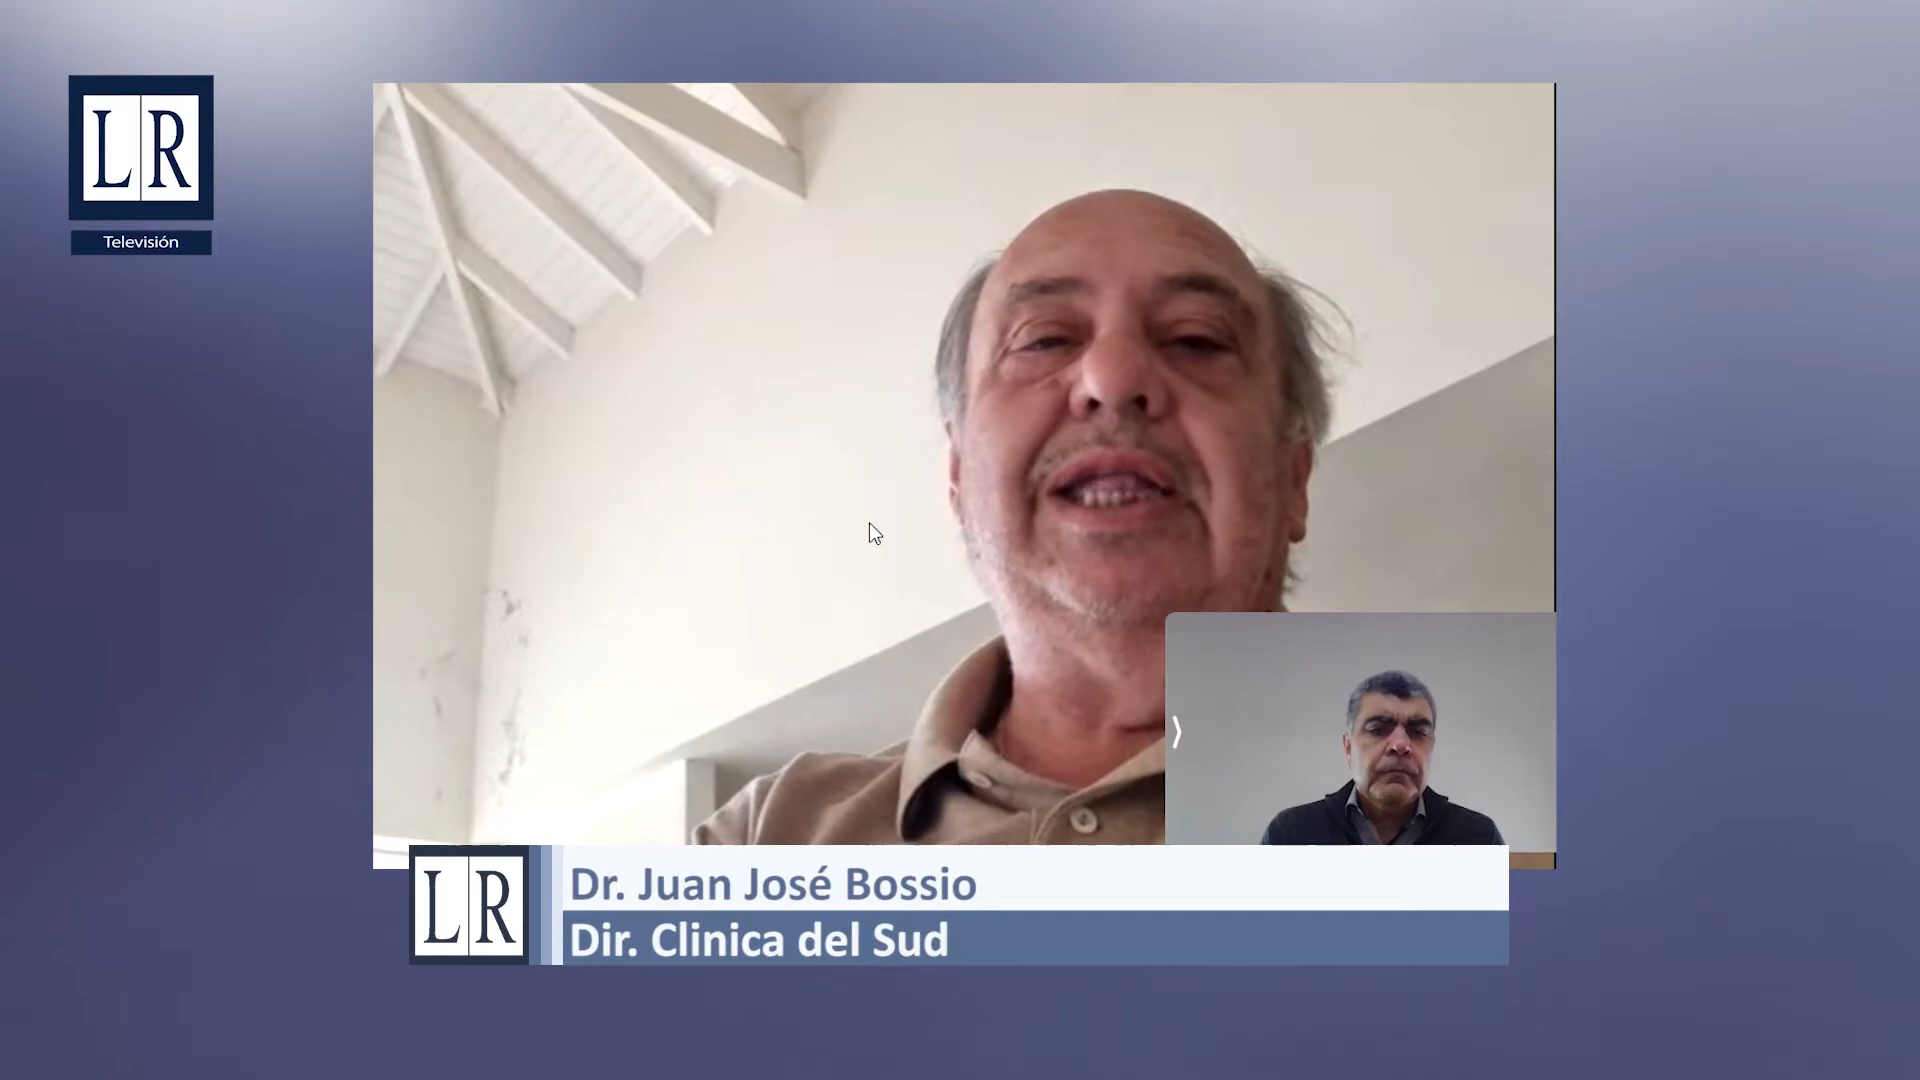 LR
Televisión
LR
Dr. Juan José Bossio
Dir. Clinica del Sud